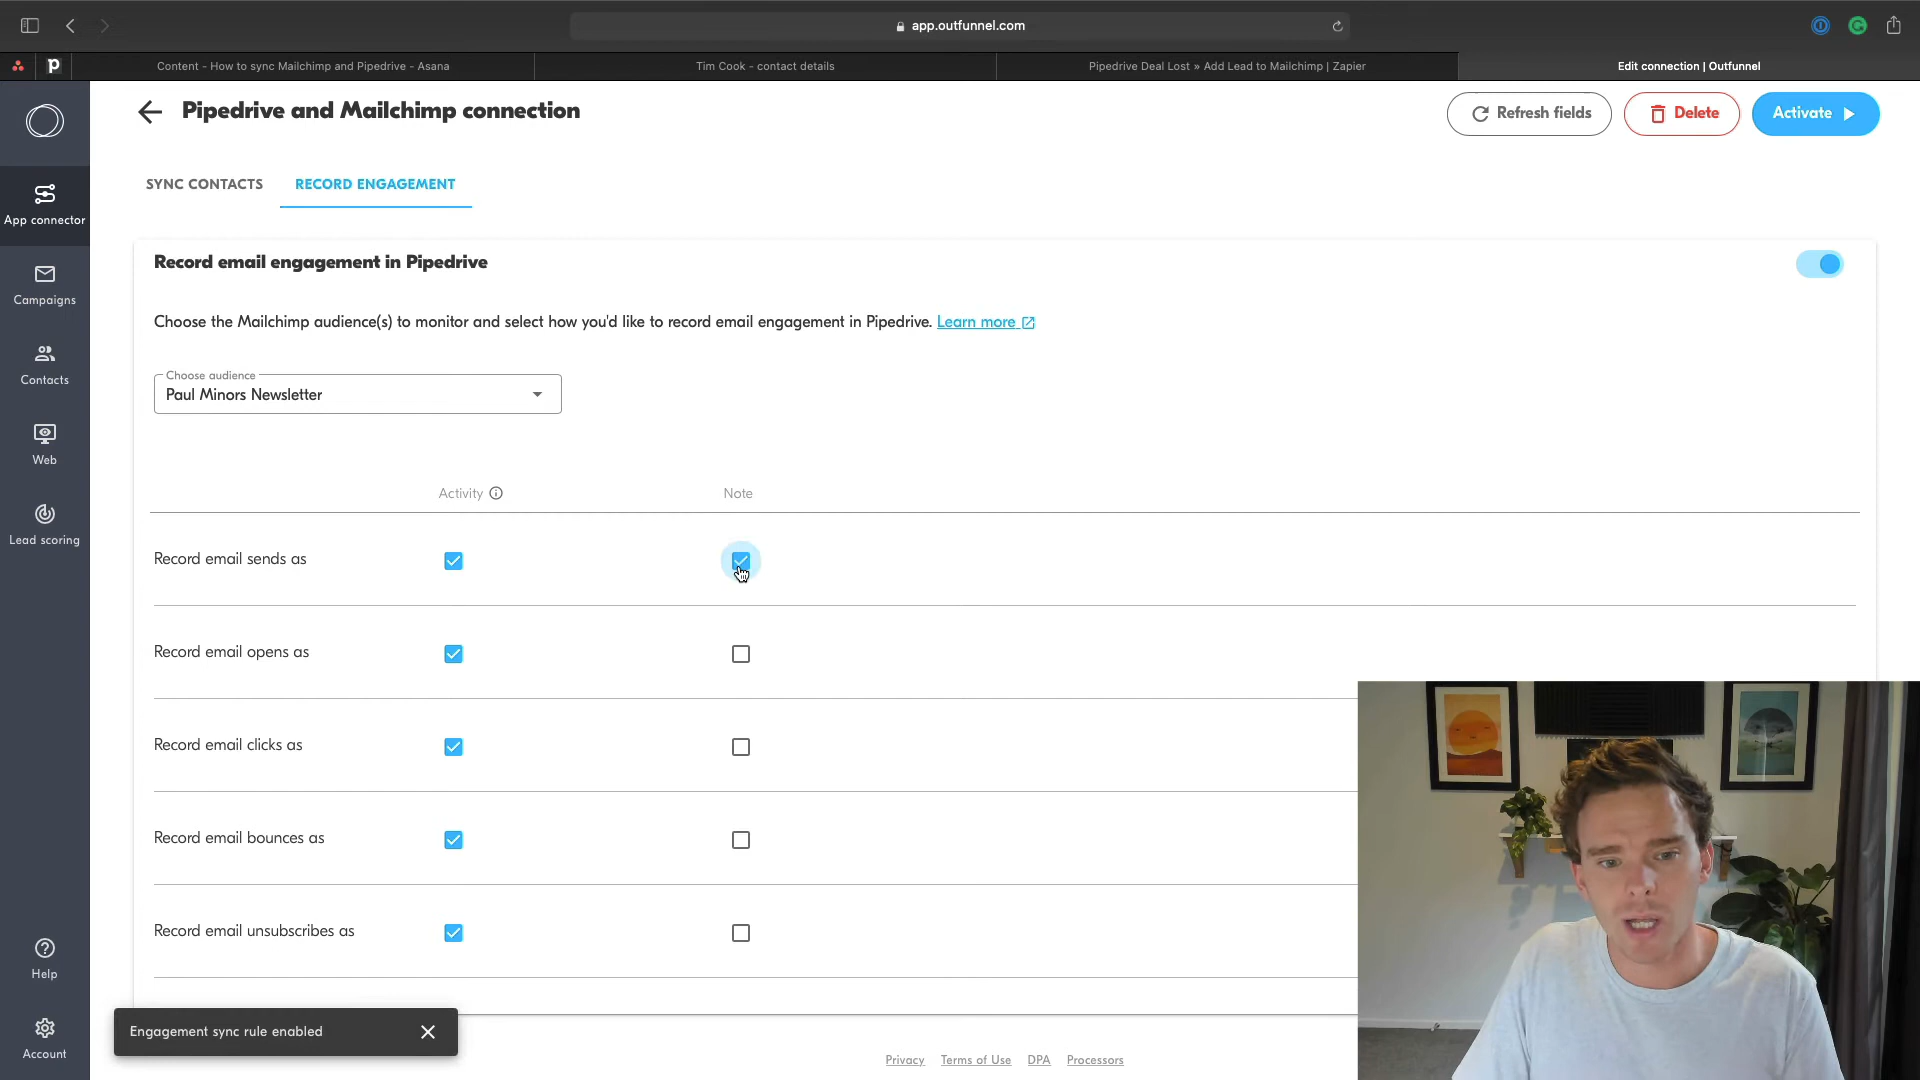 app.outfunnel.com
Content - How to sync Mailchimp and Pipedrive - Asana
Tim Cook - contact details
Pipedrive Deal Lost » Add Lead to Mailchimp | Zapier
Edit connection | Outfunnel
Pipedrive and Mailchimp connection
Refresh fields
Delete
Activate
SYNC CONTACTS
RECORD ENGAGEMENT
App connector
Campaigns
Contacts
Web
Lead scoring
Help
Account
Record email engagement in Pipedrive
Choose the Mailchimp audience(s) to monitor and select how you'd like to record email engagement in Pipedrive. Learn more
Choose audience
Paul Minors Newsletter
Activity
Note
Record email sends as
Record email opens as
Record email clicks as
Record email bounces as
Record email unsubscribes as
Engagement sync rule enabled
Privacy
Terms of Use
DPA
Processors